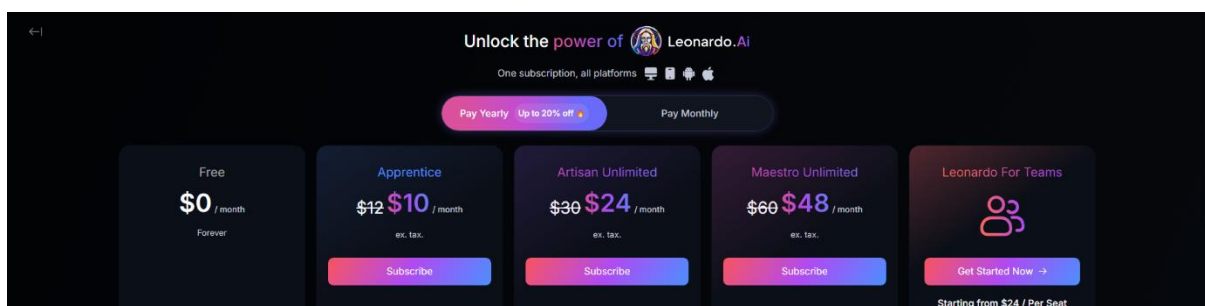 Unlock the power of Leonardo.Ai
One subscription, all platforms
Pay Yearly Up to 20% off
Pay Monthly
Free
$0 / month
Forever
Apprentice
$12 $10 / month
ex. tax.
Subscribe
Artisan Unlimited
$30 $24 / month
ex. tax.
Subscribe
Maestro Unlimited
$60 $48 / month
ex. tax.
Subscribe
Leonardo For Teams
Get Started Now →
Starting from $24 / Per Seat